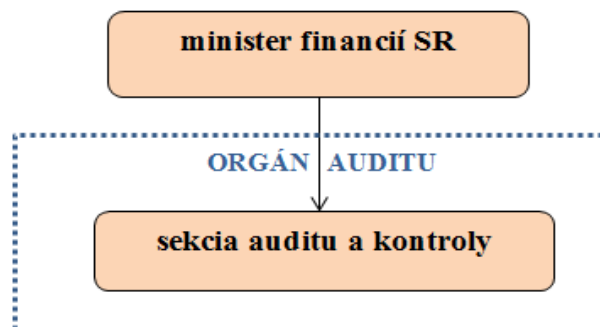 minister financií SR
ORGÁN AUDITU
sekcia auditu a kontroly